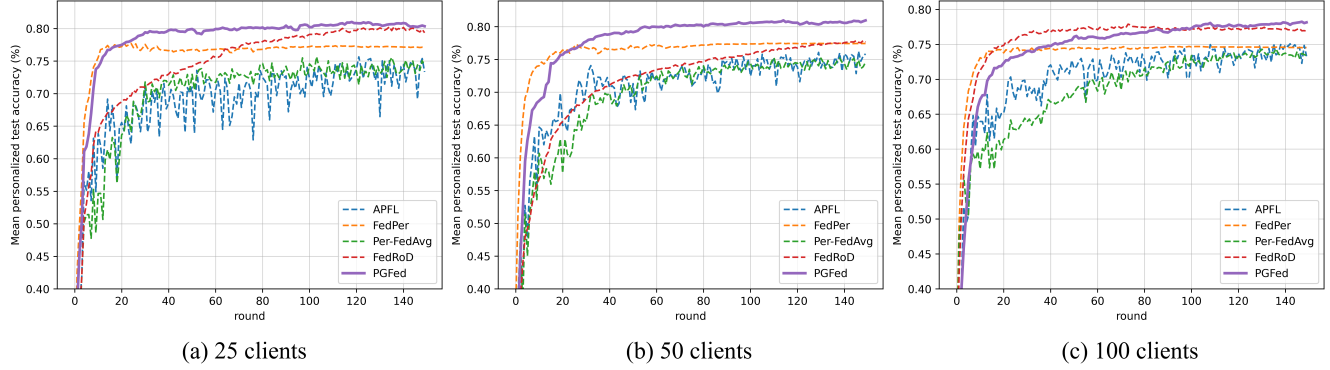 Mean personalized test accuracy (%)
0.80
0.75
0.70
0.65
0.60
0.55
0.50
0.45
0.40
0 20 40 60 80 100 120 140
round
APFL
FedPer
Per-FedAvg
FedRoD
PGFed
(a) 25 clients
Mean personalized test accuracy (%)
0.80
0.75
0.70
0.65
0.60
0.55
0.50
0.45
0.40
0 20 40 60 80 100 120 140
round
APFL
FedPer
Per-FedAvg
FedRoD
PGFed
(b) 50 clients
Mean personalized test accuracy (%)
0.80
0.75
0.70
0.65
0.60
0.55
0.50
0.45
0.40
0 20 40 60 80 100 120 140
round
APFL
FedPer
Per-FedAvg
FedRoD
PGFed
(c) 100 clients